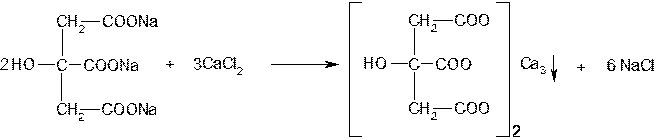 CH₂—COONa CH₂—COO
2HO—C—COONa + 3CaCl₂ HO—C—COO Ca₃ + 6 NaCl
CH₂—COONa CH₂—COO
2